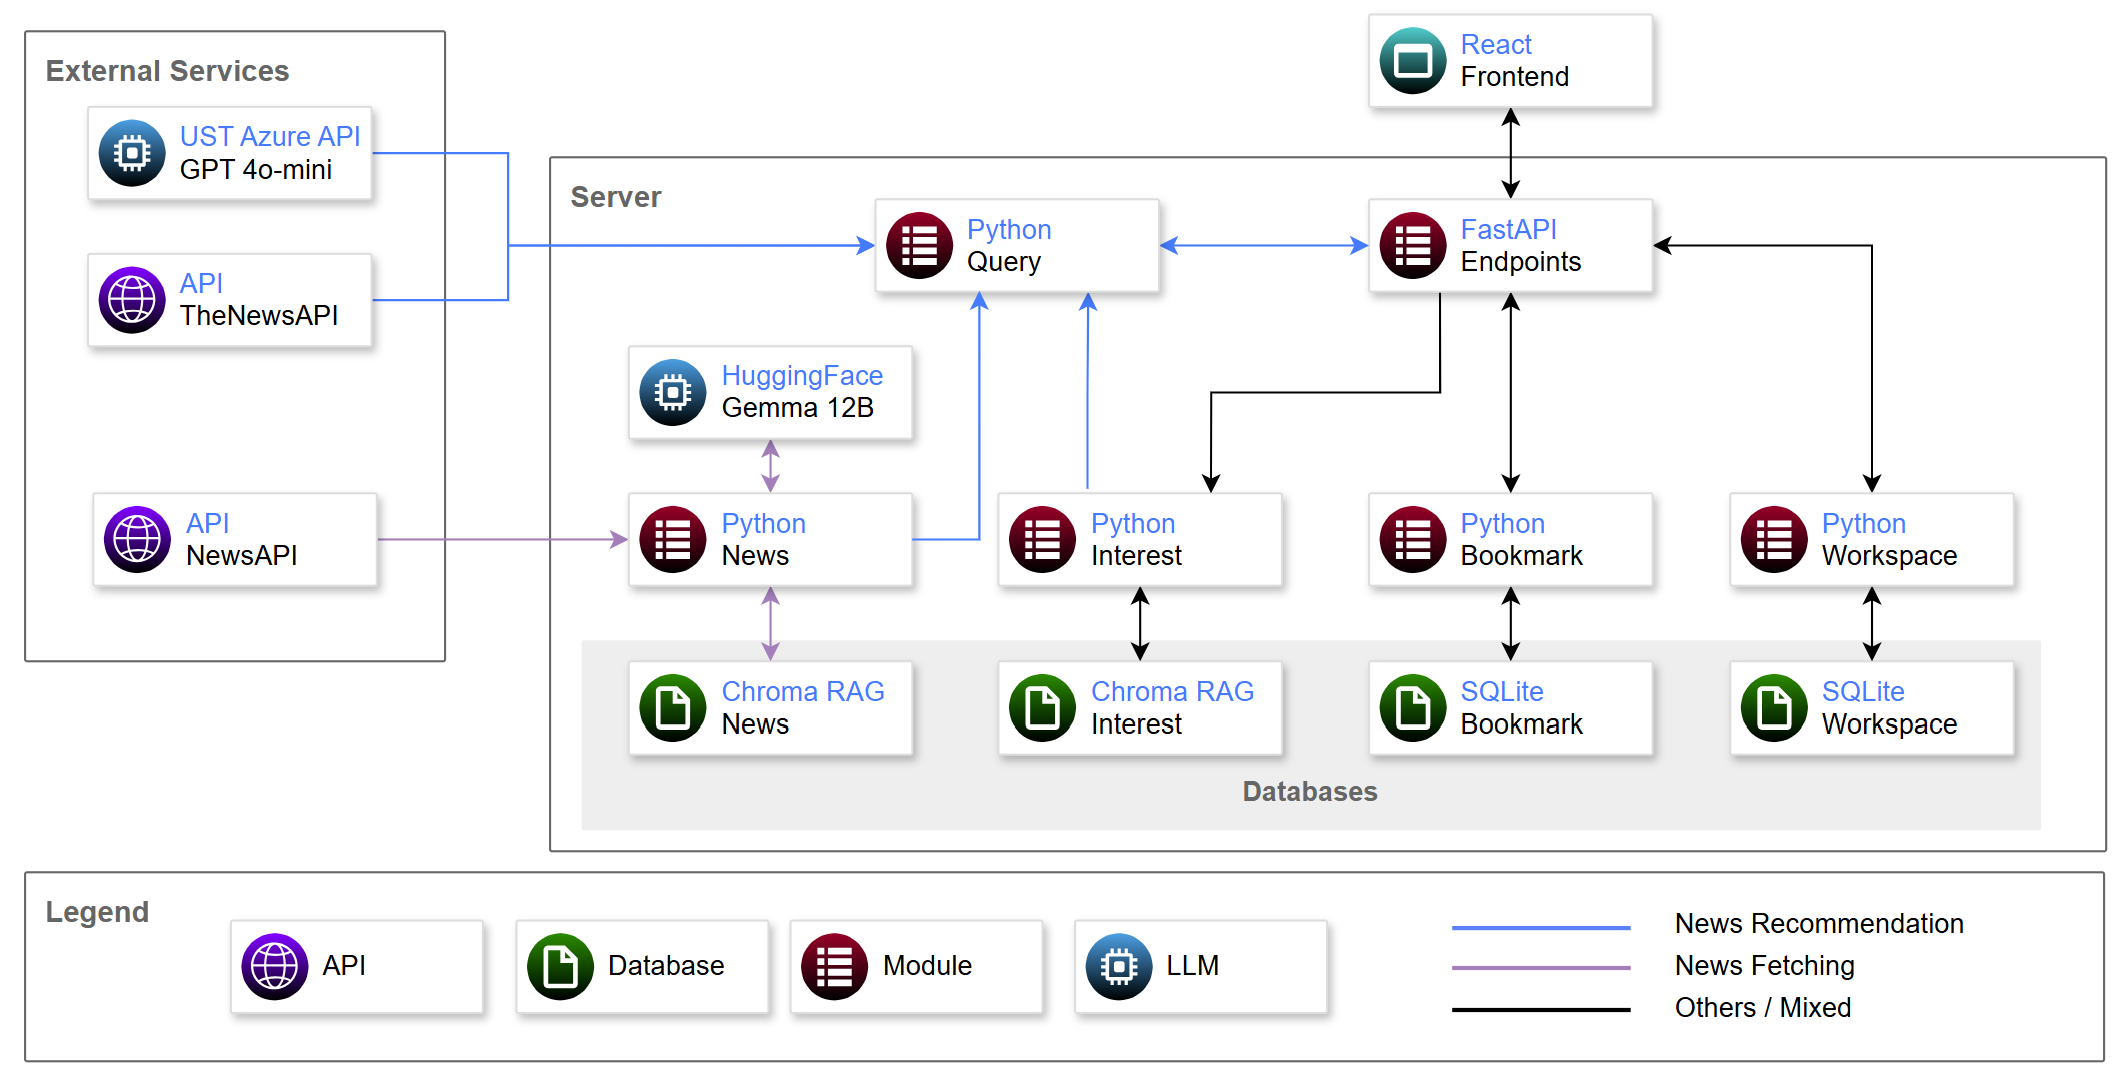 External Services
UST Azure API
GPT 4o-mini
API
TheNewsAPI
API
NewsAPI
React
Frontend
Server
Python
Query
FastAPI
Endpoints
HuggingFace
Gemma 12B
Python
News
Python
Interest
Python
Bookmark
Python
Workspace
Chroma RAG
News
Chroma RAG
Interest
SQLite
Bookmark
SQLite
Workspace
Databases
Legend
API
Database
Module
LLM
News Recommendation
News Fetching
Others / Mixed